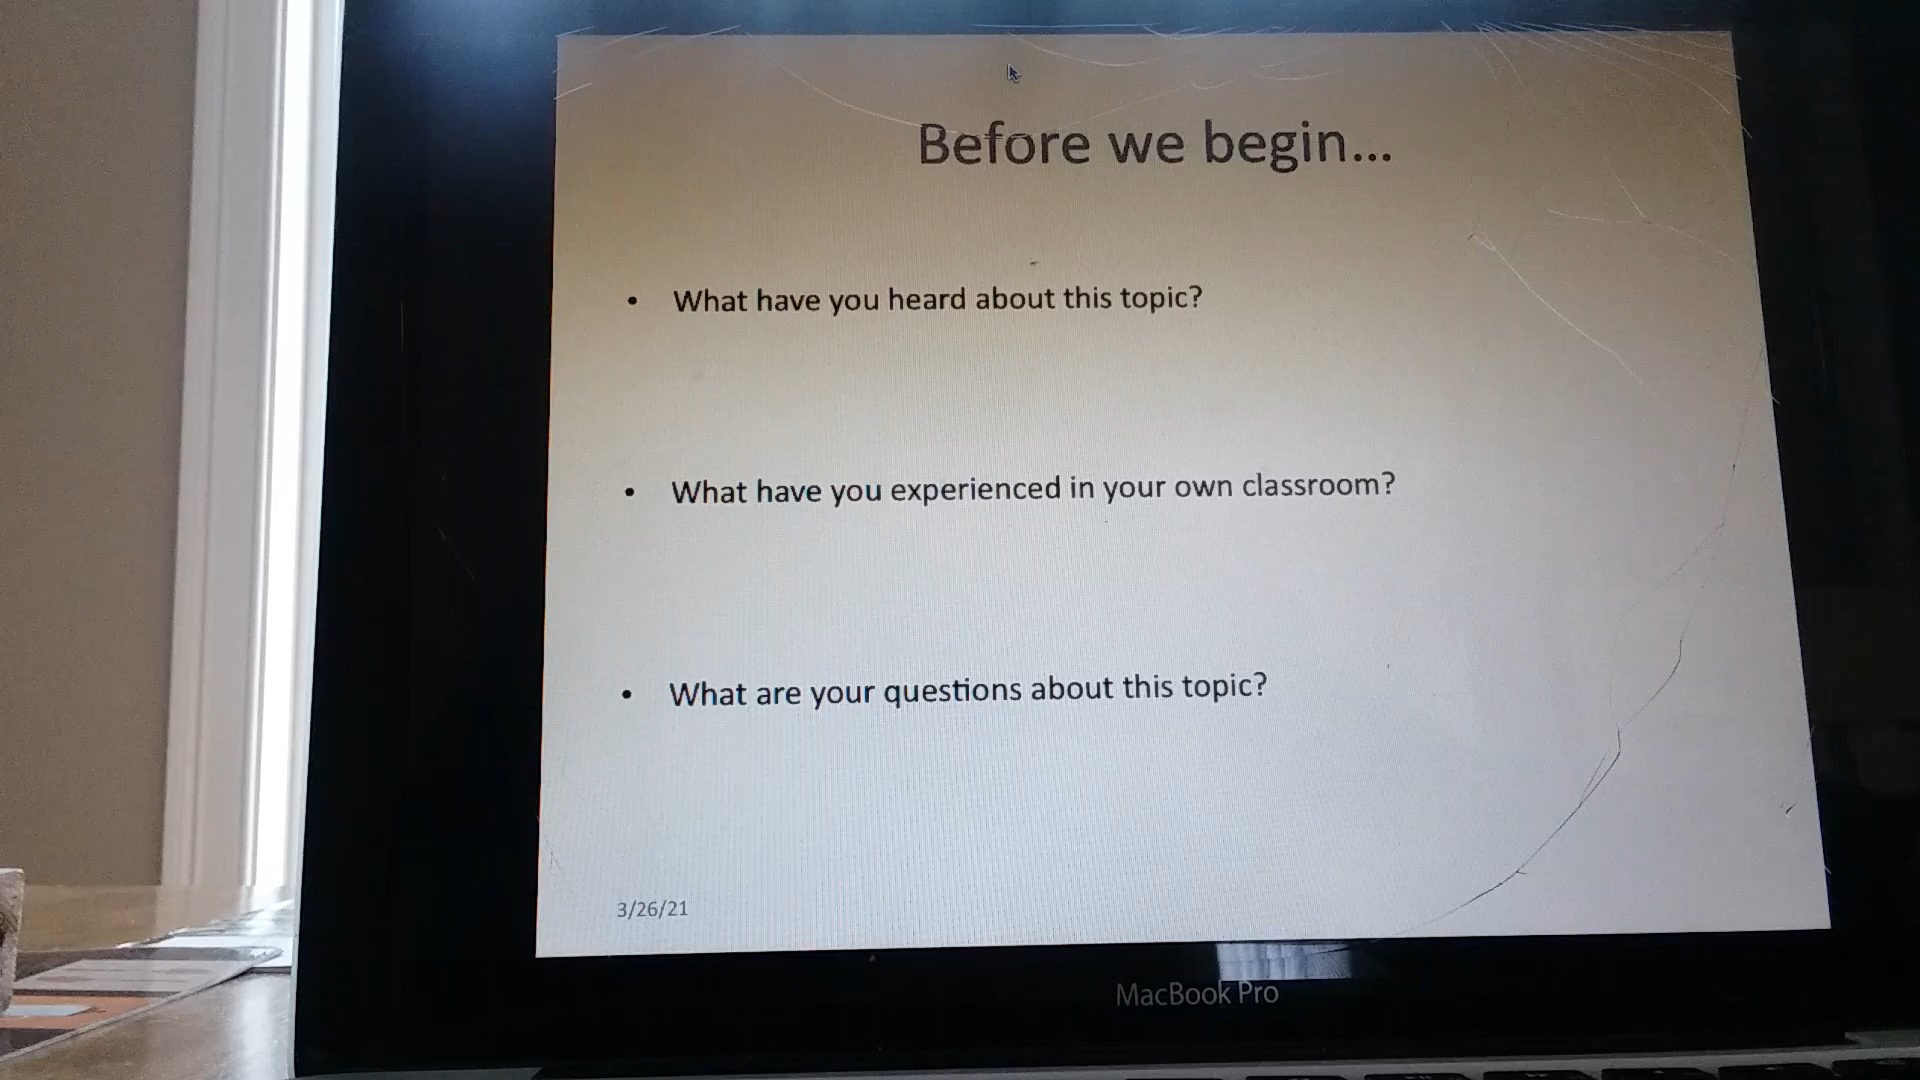 Before we begin...
• What have you heard about this topic?
• What have you experienced in your own classroom?
• What are your questions about this topic?
3/26/21
MacBook Pro